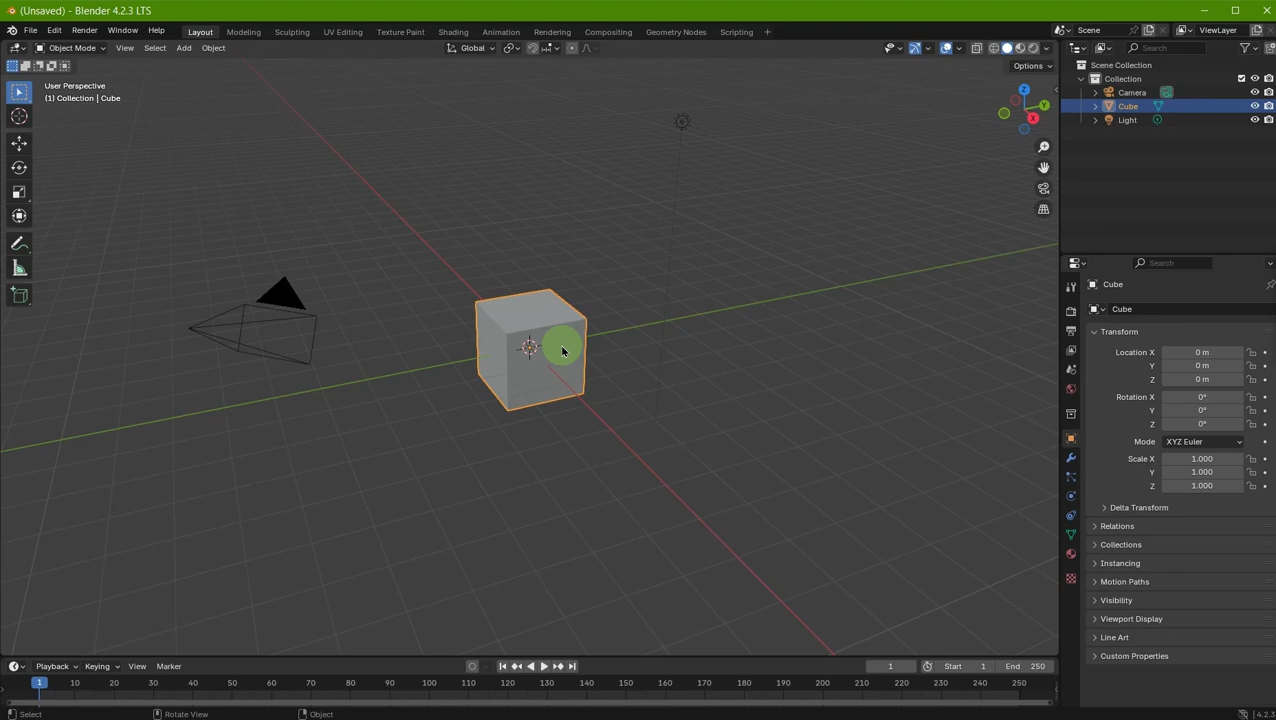 (Unsaved) - Blender 4.2.3 LTS
File Edit Render Window Help Layout Modeling Sculpting UV Editing Texture Paint Shading Animation Rendering Compositing Geometry Nodes Scripting + Scene ViewLayer
Object Mode View Select Add Object Global Search
Options
User Perspective
(1) Collection | Cube
Z
Y
X
Scene Collection
Collection
Camera
Cube
Light
Search
Cube
Cube
Transform
Location X 0 m
Y 0 m
Z 0 m
Rotation X 0°
Y 0°
Z 0°
Mode XYZ Euler
Scale X 1.000
Y 1.000
Z 1.000
Delta Transform
Relations
Collections
Instancing
Motion Paths
Visibility
Viewport Display
Line Art
Custom Properties
Playback Keying View Marker 1 Start 1 End 250
1 10 20 30 40 50 60 70 80 90 100 110 120 130 140 150 160 170 180 190 200 210 220 230 240 250
Select Rotate View Object 4.2.3